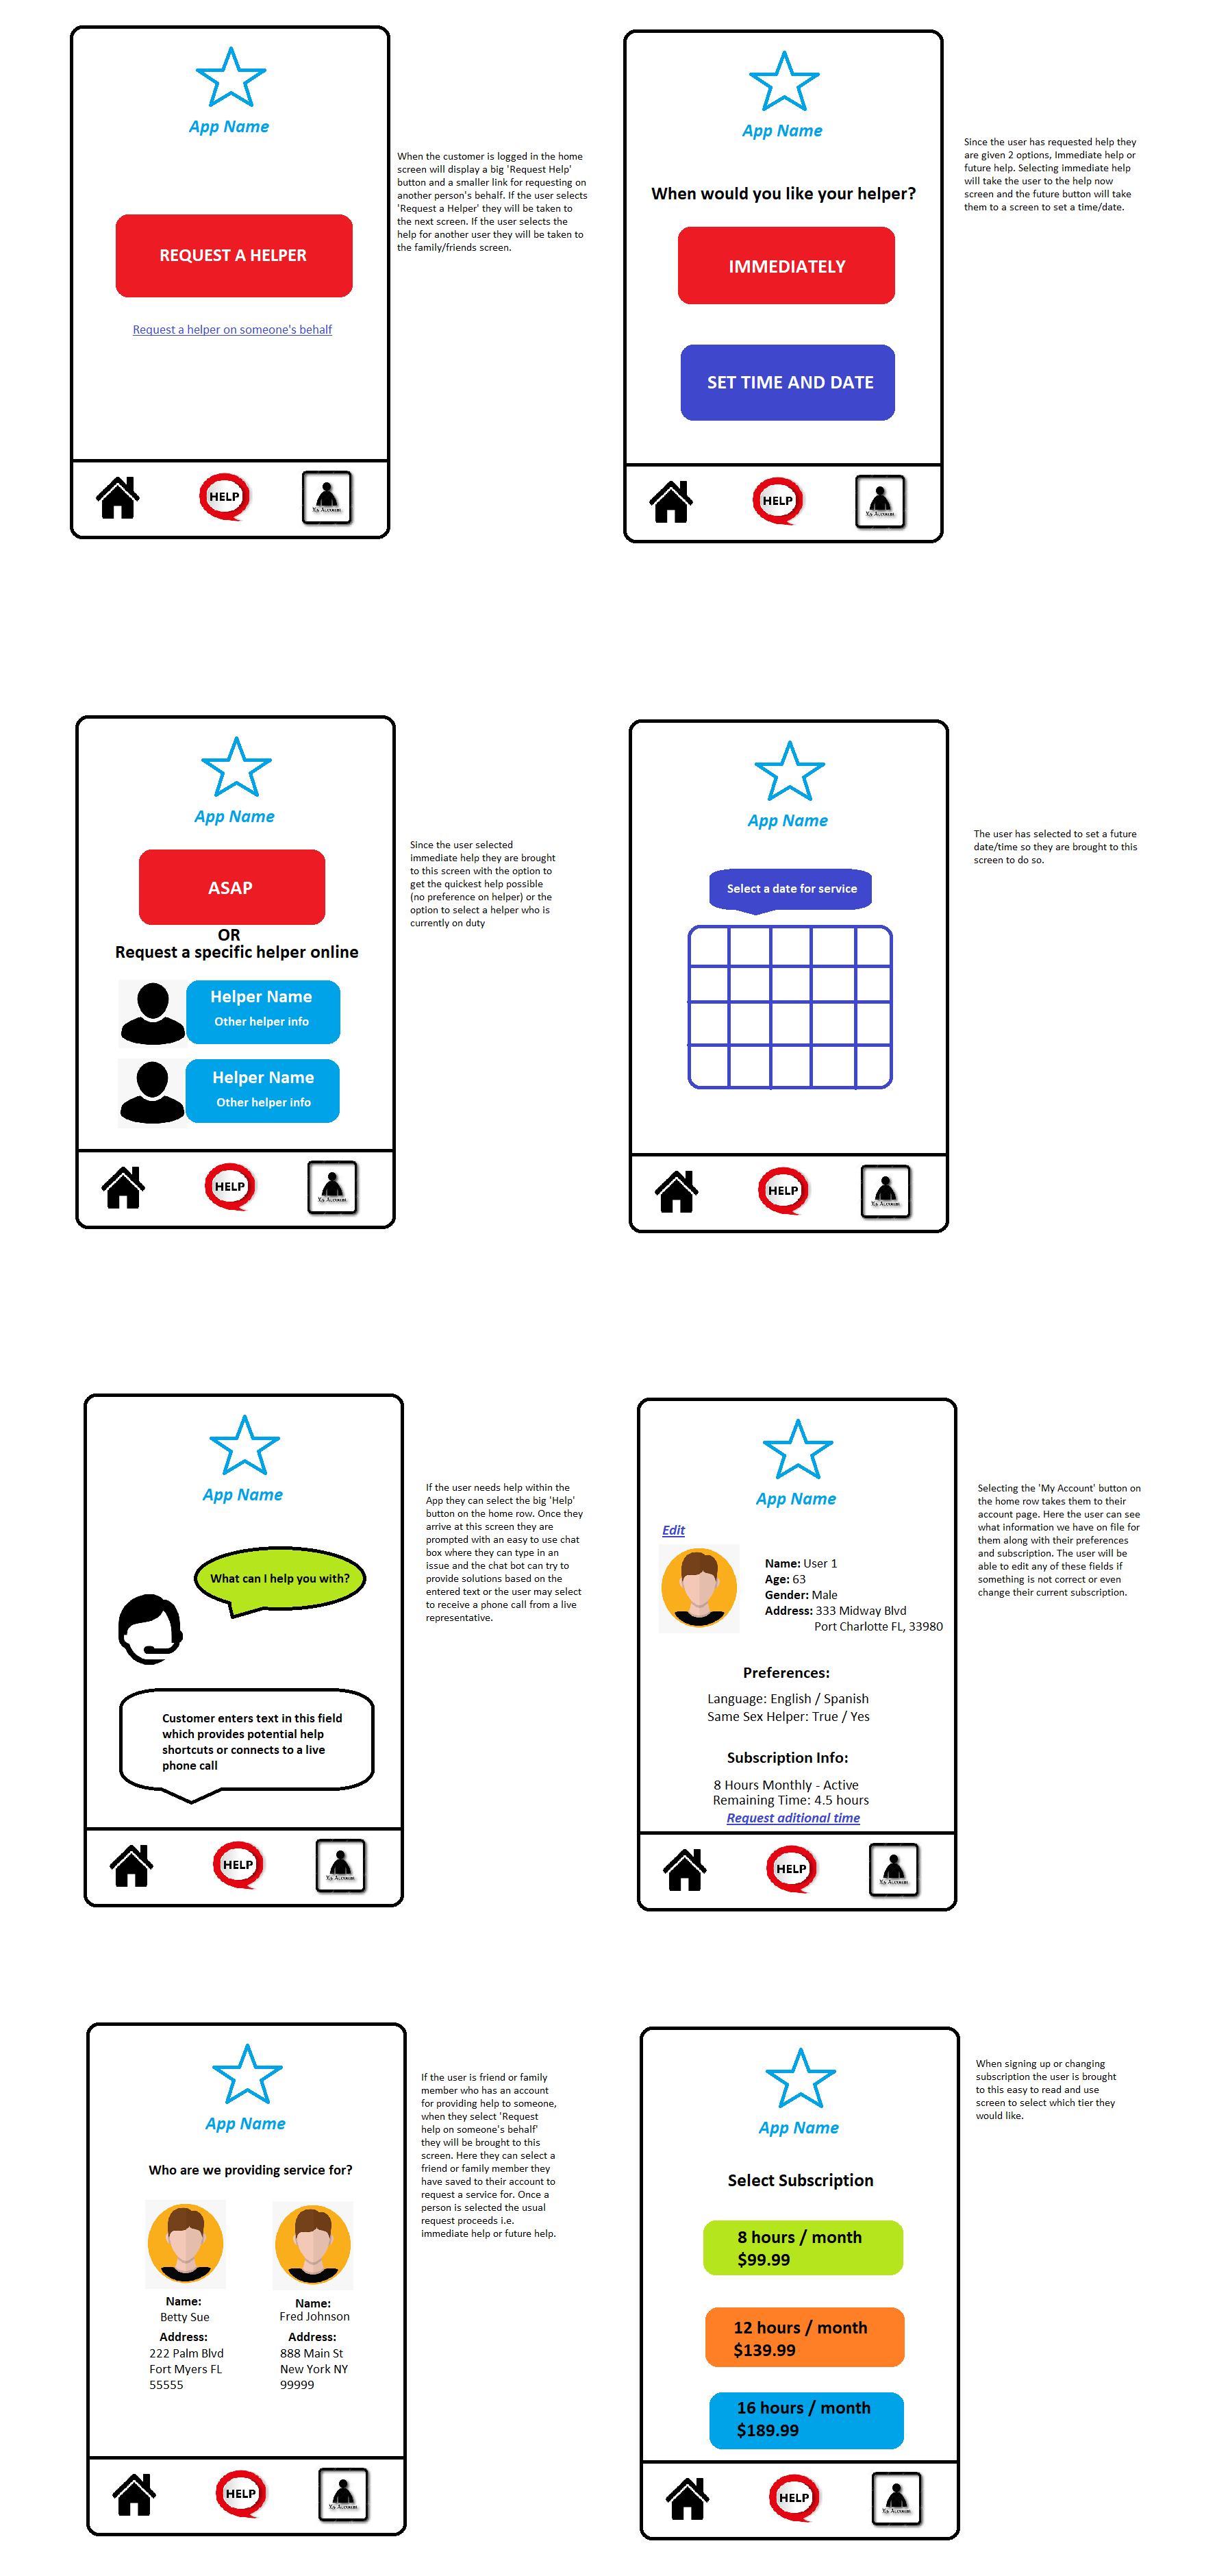 App Name
REQUEST A HELPER
Request a helper on someone's behalf
HELP
My Account
When the customer is logged in the home
screen will display a big 'Request Help'
button and a smaller link for requesting on
another person's behalf. If the user selects
'Request a Helper' they will be taken to
the next screen. If the user selects the
help for another user they will be taken to
the family/friends screen.
App Name
When would you like your helper?
IMMEDIATELY
SET TIME AND DATE
HELP
My Account
Since the user has requested help they
are given 2 options, Immediate help or
future help. Selecting immediate help
will take the user to the help now
screen and the future button will take
them to a screen to set a time/date.
App Name
ASAP
OR
Request a specific helper online
Helper Name
Other helper info
Helper Name
Other helper info
HELP
My Account
Since the user selected
immediate help they are brought
to this screen with the option to
get the quickest help possible
(no preference on helper) or the
option to select a helper who is
currently on duty
App Name
Select a date for service
HELP
My Account
The user has selected to set a future
date/time so they are brought to this
screen to do so.
App Name
What can I help you with?
Customer enters text in this field
which provides potential help
shortcuts or connects to a live
phone call
HELP
My Account
If the user needs help within the
App they can select the big 'Help'
button on the home row. Once they
arrive at this screen they are
prompted with an easy to use chat
box where they can type in an
issue and the chat bot can try to
provide solutions based on the
entered text or the user may select
to receive a phone call from a live
representative.
App Name
Edit
Name: User 1
Age: 63
Gender: Male
Address: 333 Midway Blvd
Port Charlotte FL, 33980
Preferences:
Language: English / Spanish
Same Sex Helper: True / Yes
Subscription Info:
8 Hours Monthly - Active
Remaining Time: 4.5 hours
Request aditional time
HELP
My Account
Selecting the 'My Account' button on
the home row takes them to their
account page. Here the user can see
what information we have on file for
them along with their preferences
and subscription. The user will be
able to edit any of these fields if
something is not correct or even
change their current subscription.
App Name
Who are we providing service for?
Name:
Betty Sue
Address:
222 Palm Blvd
Fort Myers FL
55555
Name:
Fred Johnson
Address:
888 Main St
New York NY
99999
HELP
My Account
If the user is friend or family
member who has an account
for providing help to someone,
when they select 'Request
help on someone's behalf'
they will be brought to this
screen. Here they can select a
friend or family member they
have saved to their account to
request a service for. Once a
person is selected the usual
request proceeds i.e.
immediate help or future help.
App Name
Select Subscription
8 hours / month
$99.99
12 hours / month
$139.99
16 hours / month
$189.99
HELP
My Account
When signing up or changing
subscription the user is brought
to this easy to read and use
screen to select which tier they
would like.